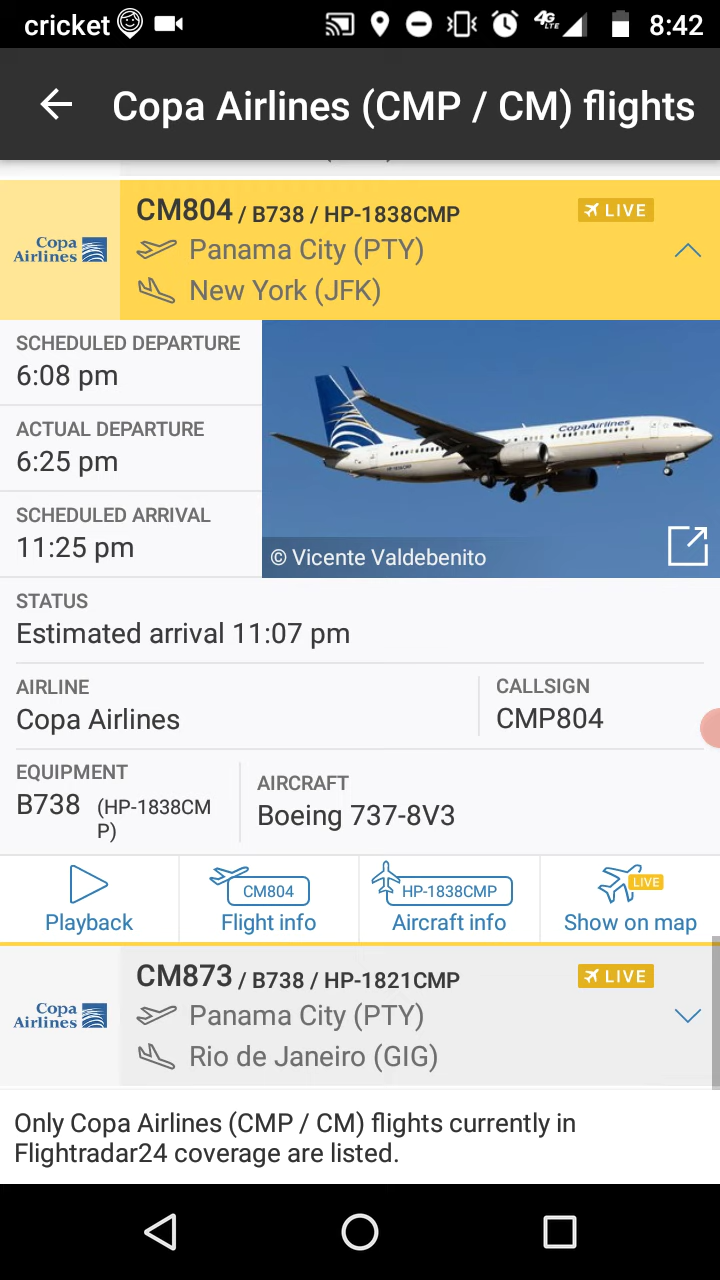 cricket 4G LTE 8:42
Copa Airlines (CMP / CM) flights
CM804 / B738 / HP-1838CMP LIVE
Copa
Airlines
Panama City (PTY)
New York (JFK)
SCHEDULED DEPARTURE
6:08 pm
ACTUAL DEPARTURE
6:25 pm
SCHEDULED ARRIVAL
11:25 pm
CopaAirlines
© Vicente Valdebenito
STATUS
Estimated arrival 11:07 pm
AIRLINE
Copa Airlines
CALLSIGN
CMP804
EQUIPMENT
B738 (HP-1838CM
P)
AIRCRAFT
Boeing 737-8V3
Playback
CM804
Flight info
HP-1838CMP
Aircraft info
LIVE
Show on map
CM873 / B738 / HP-1821CMP LIVE
Copa
Airlines
Panama City (PTY)
Rio de Janeiro (GIG)
Only Copa Airlines (CMP / CM) flights currently in
Flightradar24 coverage are listed.